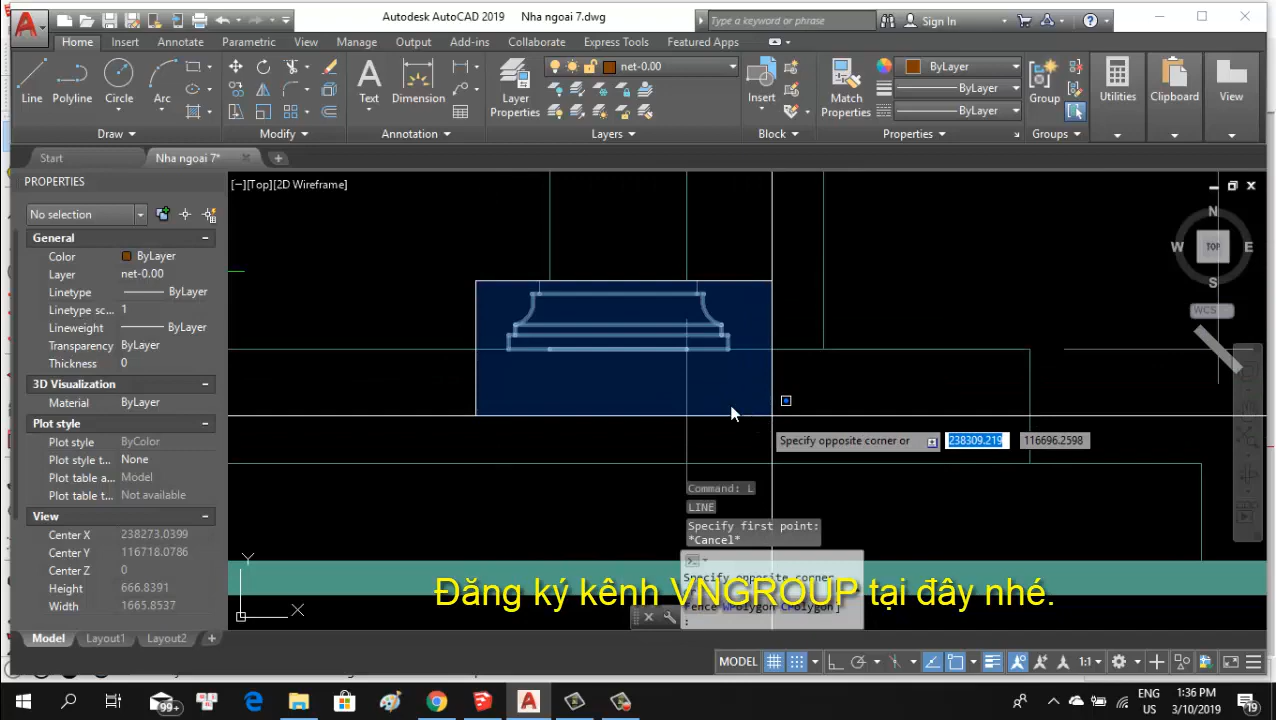 Autodesk AutoCAD 2019 Nha ngoai 7.dwg
Type a keyword or phrase
Sign In
Home Insert Annotate Parametric View Manage Output Add-ins Collaborate Express Tools Featured Apps
net-0.00
ByLayer
ByLayer
ByLayer
Line Polyline Circle Arc
Text Dimension
Layer Properties
Insert
Match Properties
Group
Utilities
Clipboard
View
Draw Modify Annotation Layers Block Properties Groups
Start Nha ngoai 7*
PROPERTIES
[−][Top][2D Wireframe]
No selection
General
Color ByLayer
Layer net-0.00
Linetype ByLayer
Linetype sc... 1
Lineweight ByLayer
Transparency ByLayer
Thickness 0
3D Visualization
Material ByLayer
Plot style
Plot style ByColor
Plot style t... None
Plot table a... Model
Plot table t... Not available
View
Center X 238273.0399
Center Y 116718.0786
Center Z 0
Height 666.8391
Width 1665.8537
N
W TOP E
S
WCS
Specify opposite corner or 238309.219 116696.2598
Command: L
LINE
Specify first point:
*Cancel*
Specify opposite corner
Fence WPolygon CPolygon]
:
Y
X
Đăng ký kênh VNGROUP tại đây nhé.
Model Layout1 Layout2 +
MODEL 1:1
99+
ENG
US
1:36 PM
3/10/2019
19